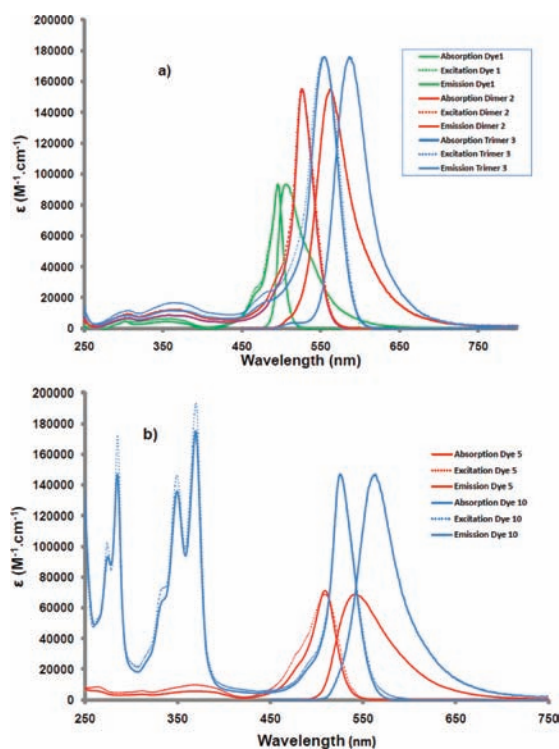 200000
180000
160000
140000
120000
100000
80000
60000
40000
20000
0
ε (M⁻¹.cm⁻¹)
a)
Absorption Dye1
Excitation Dye 1
Emission Dye1
Absorption Dimer 2
Excitation Dimer 2
Emission Dimer 2
Absorption Trimer 3
Excitation Trimer 3
Emission Trimer 3
250 350 450 550 650 750
Wavelength (nm)
200000
180000
160000
140000
120000
100000
80000
60000
40000
20000
0
ε (M⁻¹.cm⁻¹)
b)
Absorption Dye 5
Excitation Dye 5
Emission Dye 5
Absorption Dye 10
Excitation Dye 10
Emission Dye 10
250 350 450 550 650 750
Wavelength (nm)